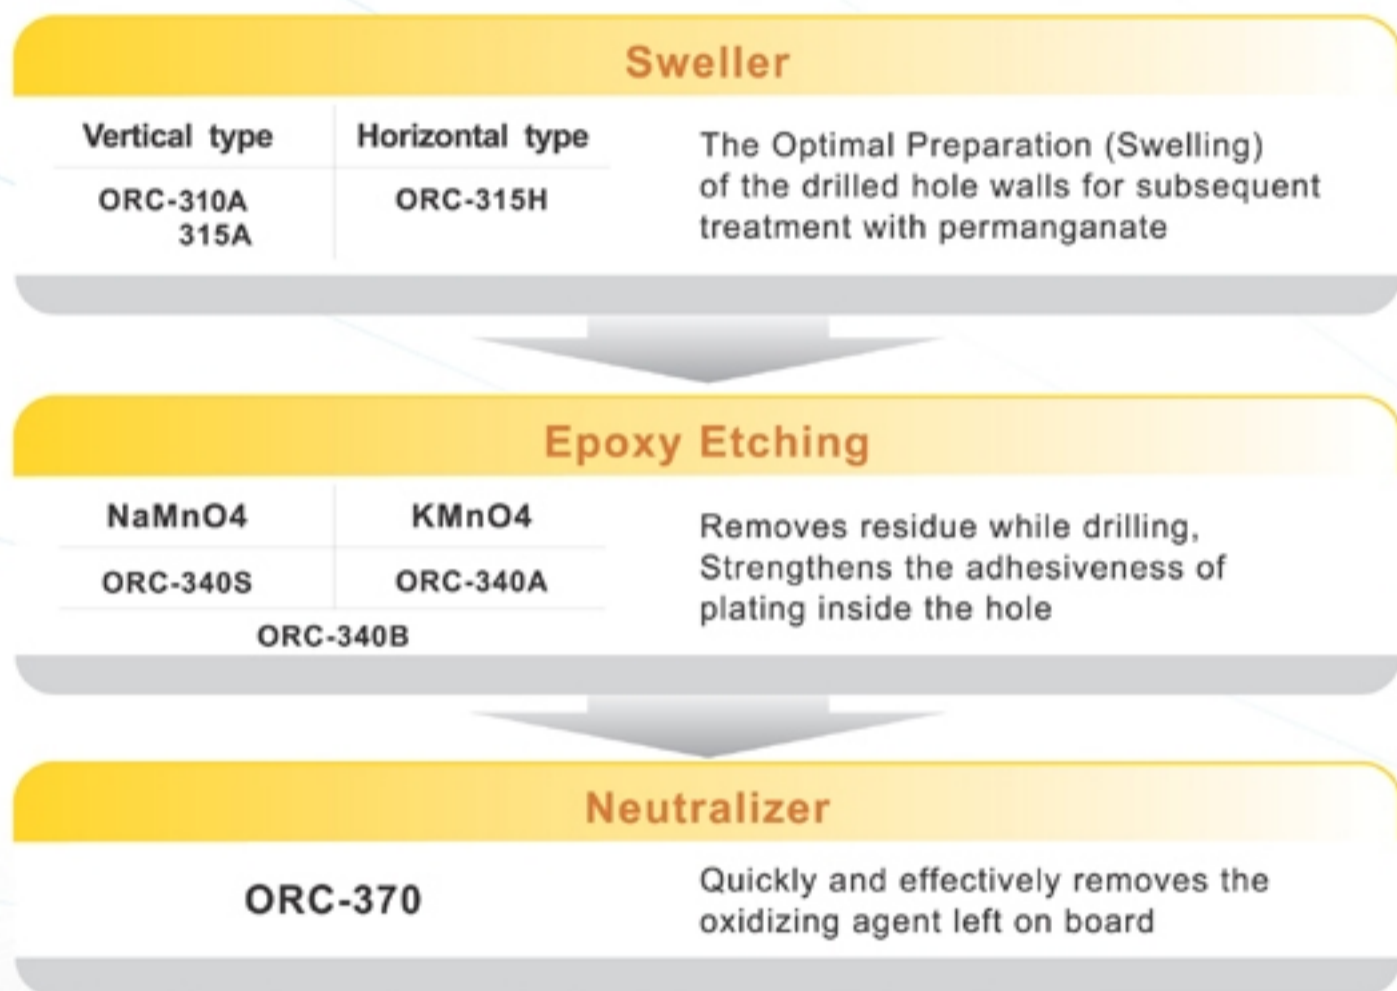 Sweller
Vertical type
Horizontal type
ORC-310A
315A
ORC-315H
The Optimal Preparation (Swelling)
of the drilled hole walls for subsequent
treatment with permanganate
Epoxy Etching
NaMnO4
KMnO4
ORC-340S
ORC-340A
ORC-340B
Removes residue while drilling,
Strengthens the adhesiveness of
plating inside the hole
Neutralizer
ORC-370
Quickly and effectively removes the
oxidizing agent left on board